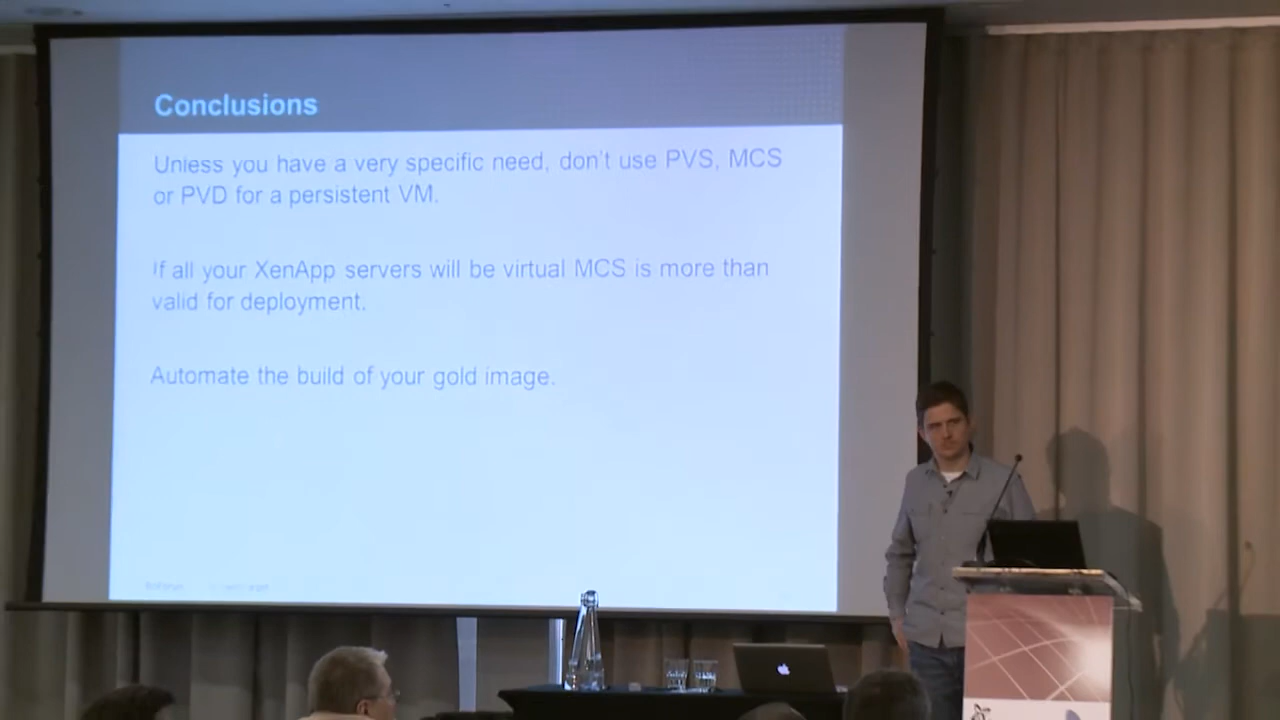 Conclusions
Unless you have a very specific need, don't use PVS, MCS
or PVD for a persistent VM.
If all your XenApp servers will be virtual MCS is more than
valid for deployment.
Automate the build of your gold image.